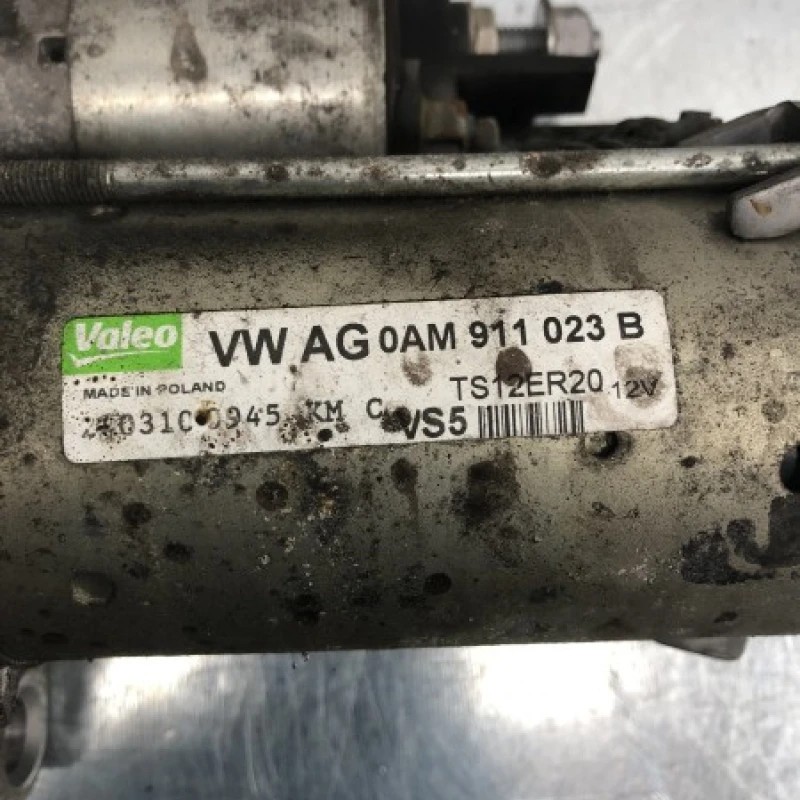 Valeo VW AG 0AM 911 023 B
MADE IN POLAND TS12ER20 12V
KM C VS5